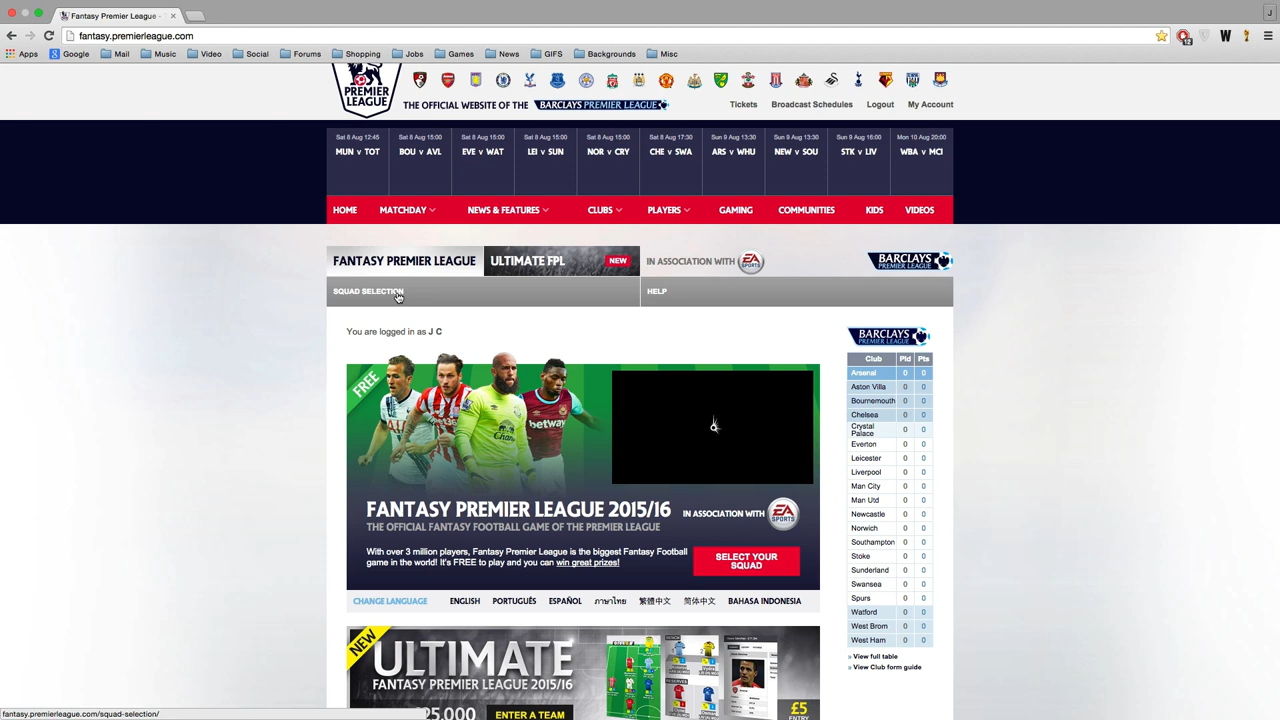 Fantasy Premier League -
J
fantasy.premierleague.com
12
Apps Google Mail Music Video Social Forums Shopping Jobs Games News GIFS Backgrounds Misc
PREMIER
LEAGUE
THE OFFICIAL WEBSITE OF THE BARCLAYS PREMIER LEAGUE
Tickets Broadcast Schedules Logout My Account
Sat 8 Aug 12:45 Sat 8 Aug 15:00 Sat 8 Aug 15:00 Sat 8 Aug 15:00 Sat 8 Aug 15:00 Sat 8 Aug 17:30 Sun 9 Aug 13:30 Sun 9 Aug 13:30 Sun 9 Aug 16:00 Mon 10 Aug 20:00
MUN v TOT BOU v AVL EVE v WAT LEI v SUN NOR v CRY CHE v SWA ARS v WHU NEW v SOU STK v LIV WBA v MCI
HOME MATCHDAY NEWS & FEATURES CLUBS PLAYERS GAMING COMMUNITIES KIDS VIDEOS
FANTASY PREMIER LEAGUE ULTIMATE FPL NEW IN ASSOCIATION WITH EA SPORTS BARCLAYS PREMIER LEAGUE
SQUAD SELECTION HELP
You are logged in as J C
BARCLAYS
PREMIER LEAGUE
FREE
betway
Chang
Club Pld Pts
Arsenal 0 0
Aston Villa 0 0
Bournemouth 0 0
Chelsea 0 0
Crystal Palace 0 0
Everton 0 0
Leicester 0 0
Liverpool 0 0
Man City 0 0
Man Utd 0 0
Newcastle 0 0
Norwich 0 0
Southampton 0 0
Stoke 0 0
Sunderland 0 0
Swansea 0 0
Spurs 0 0
Watford 0 0
West Brom 0 0
West Ham 0 0
» View full table
» View Club form guide
FANTASY PREMIER LEAGUE 2015/16 IN ASSOCIATION WITH EA SPORTS
THE OFFICIAL FANTASY FOOTBALL GAME OF THE PREMIER LEAGUE
With over 3 million players, Fantasy Premier League is the biggest Fantasy Football
game in the world! It's FREE to play and you can win great prizes!
SELECT YOUR
SQUAD
CHANGE LANGUAGE ENGLISH PORTUGUÊS ESPAÑOL ภาษาไทย 繁體中文 简体中文 BAHASA INDONESIA
NEW
ULTIMATE
FANTASY PREMIER LEAGUE 2015/16
£5
ENTRY
ENTER A TEAM
fantasy.premierleague.com/squad-selection/